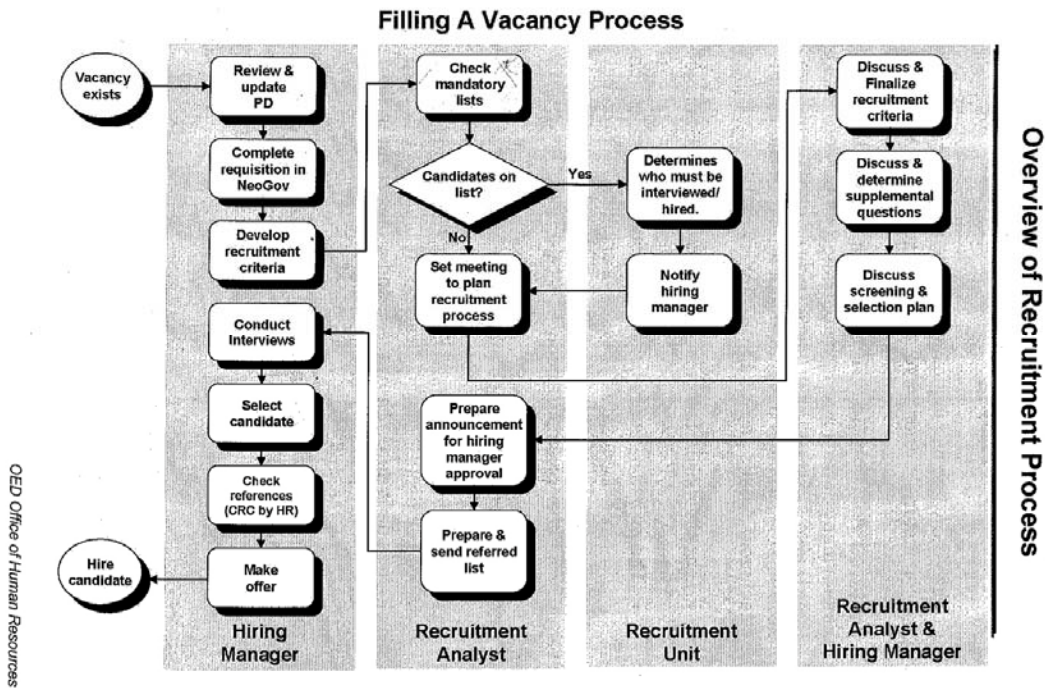 Filling A Vacancy Process
Vacancy
exists
Review &
update
PD
Complete
requisition in
NeoGov
Develop
recruitment
criteria
Check
mandatory
lists
Candidates on
list?
Yes
No
Determines
who must be
interviewed/
hired.
Notify
hiring
manager
Set meeting
to plan
recruitment
process
Discuss &
Finalize
recruitment
criteria
Discuss &
determine
supplemental
questions
Discuss
screening &
selection plan
Prepare
announcement
for hiring
manager
approval
Prepare &
send referred
list
Conduct
Interviews
Select
candidate
Check
references
(CRC by HR)
Make
offer
Hire
candidate
Hiring
Manager
Recruitment
Analyst
Recruitment
Unit
Recruitment
Analyst &
Hiring Manager
Overview of Recruitment Process
OED Office of Human Resources